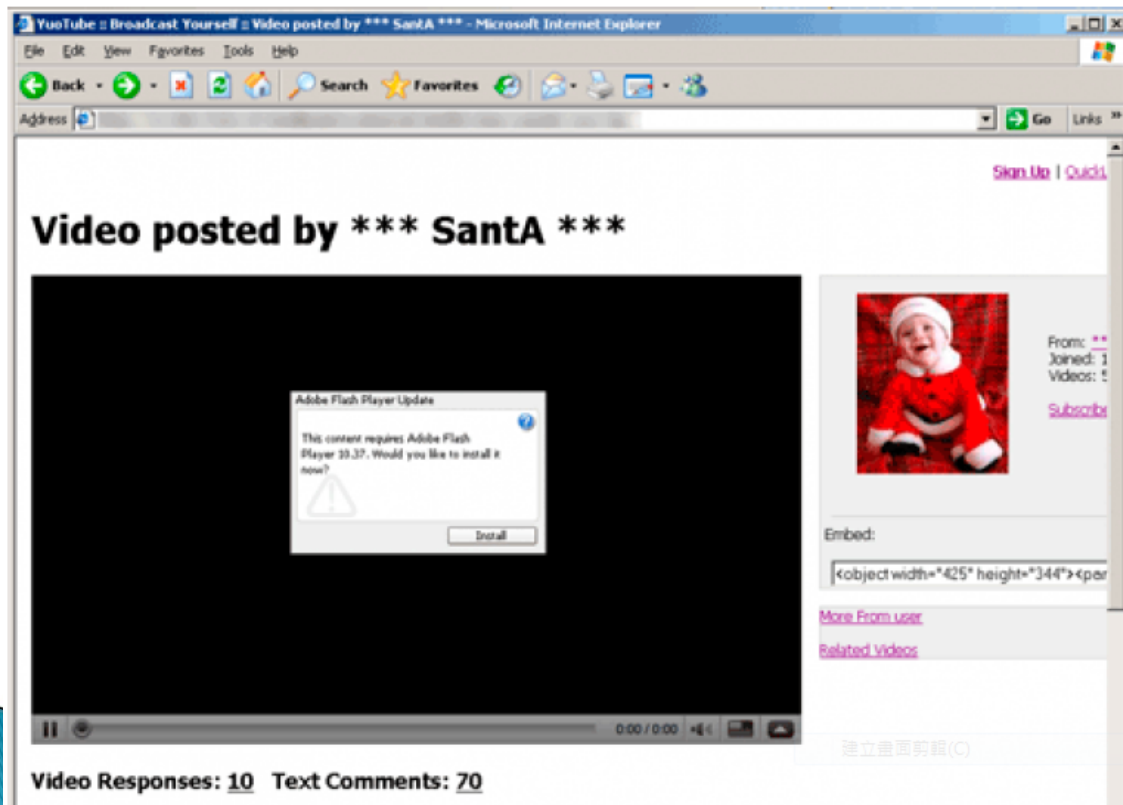 YuoTube :: Broadcast Yourself :: Video posted by *** SantA *** - Microsoft Internet Explorer
File Edit View Favorites Tools Help
Back Search Favorites
Address Go Links »
Sign Up |
Video posted by *** SantA ***
Adobe Flash Player Update
This content requires Adobe Flash
Player 10.37. Would you like to install it
now?
Install
From: **
Joined: 1
Videos: 5
Subscribe
Embed:
<object width="425" height="344"><par
More From user
Related Videos
0:00 / 0:00
建立畫面剪輯(C)
Video Responses: 10 Text Comments: 70